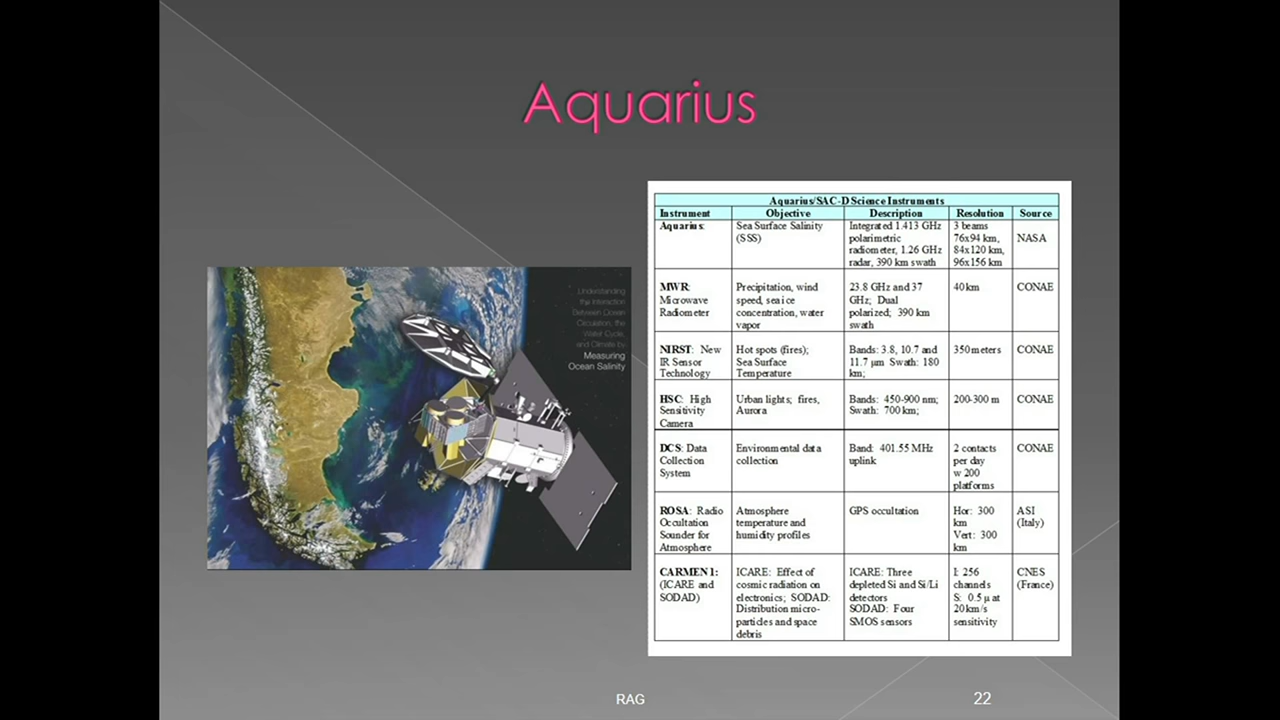 Aquarius
Understanding
the Interaction
Between Ocean
Circulation, the
Water Cycle,
and Climate by
Measuring
Ocean Salinity
Aquarius/SAC-D Science Instruments
Instrument Objective Description Resolution Source
Aquarius: Sea Surface Salinity Integrated 1.413 GHz 3 beams
(SSS) polarimetric 76x94 km, NASA
radiometer, 1.26 GHz 84x120 km,
radar, 390 km swath 96x156 km
MWR: Precipitation, wind 23.8 GHz and 37 40 km CONAE
Microwave speed, sea ice GHz; Dual
Radiometer concentration, water polarized; 390 km
vapor swath
NIRST: New Hot spots (fires); Bands: 3.8, 10.7 and 350 meters CONAE
IR Sensor Sea Surface 11.7 µm Swath: 180
Technology Temperature km;
HSC: High Urban lights; fires, Bands: 450-900 nm; 200-300 m CONAE
Sensitivity Aurora Swath: 700 km;
Camera
DCS: Data Environmental data Band: 401.55 MHz 2 contacts CONAE
Collection collection uplink per day
System w 200
platforms
ROSA: Radio Atmosphere GPS occultation Hor: 300 ASI
Occultation temperature and km (Italy)
Sounder for humidity profiles Vert: 300
Atmosphere km
CARMEN 1: ICARE: Effect of ICARE: Three I: 256 CNES
(ICARE and cosmic radiation on depleted Si and Si/Li channels (France)
SODAD) electronics; SODAD: detectors S: 0.5 µ at
Distribution micro- SODAD: Four 20km/s
particles and space SMOS sensors sensitivity
debris
RAG 22